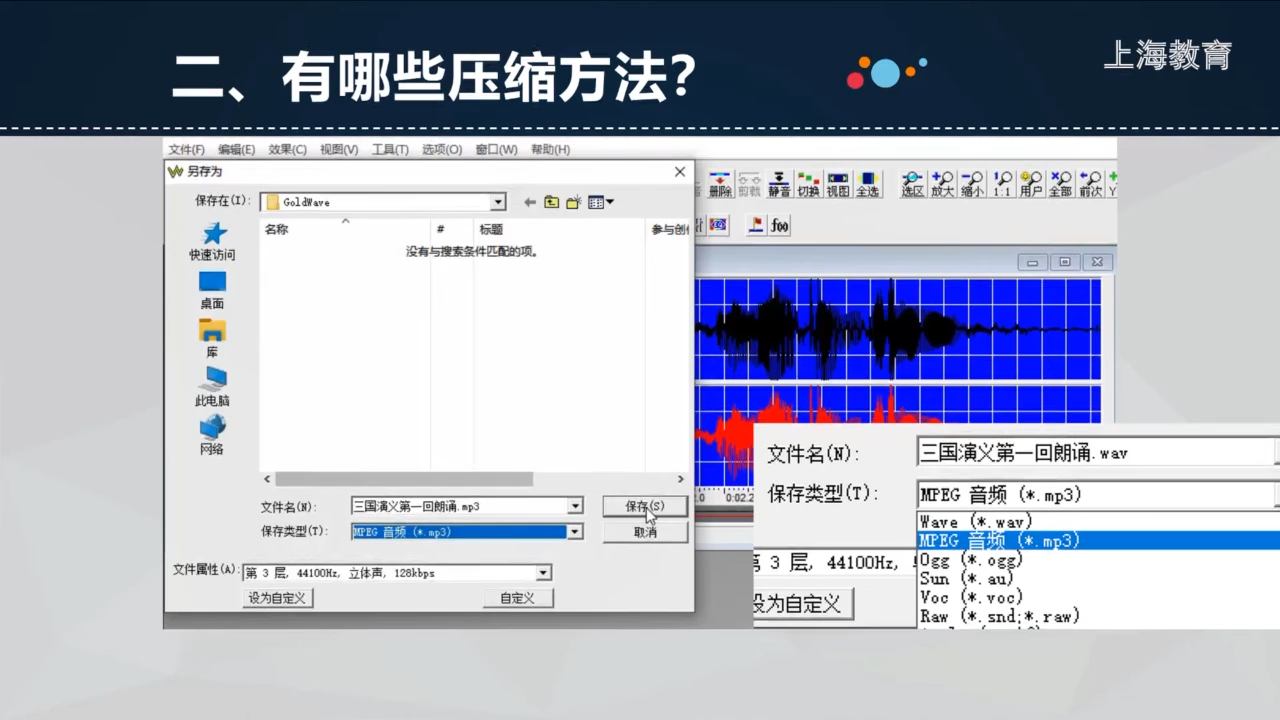 二、有哪些压缩方法？
上海教育
文件(F) 编辑(E) 效果(C) 视图(V) 工具(T) 选项(O) 窗口(W) 帮助(H)
另存为
保存在(I): GoldWave
删除 剪裁 静音 切换 视图 全选 选区 放大 缩小 1:1 用户 全部 前次
f(x)
名称 # 标题 参与创
没有与搜索条件匹配的项。
快速访问
桌面
库
此电脑
网络
文件名(N): 三国演义第一回朗诵.mp3 保存(S)
保存类型(T): MPEG 音频 (*.mp3) 取消
文件属性(A): 第 3 层, 44100Hz, 立体声, 128kbps
设为自定义 自定义
0:02.2
文件名(N): 三国演义第一回朗诵.wav
保存类型(T): MPEG 音频 (*.mp3)
Wave (*.wav)
MPEG 音频 (*.mp3)
Ogg (*.ogg)
Sun (*.au)
Voc (*.voc)
Raw (*.snd;*.raw)
第 3 层, 44100Hz,
设为自定义